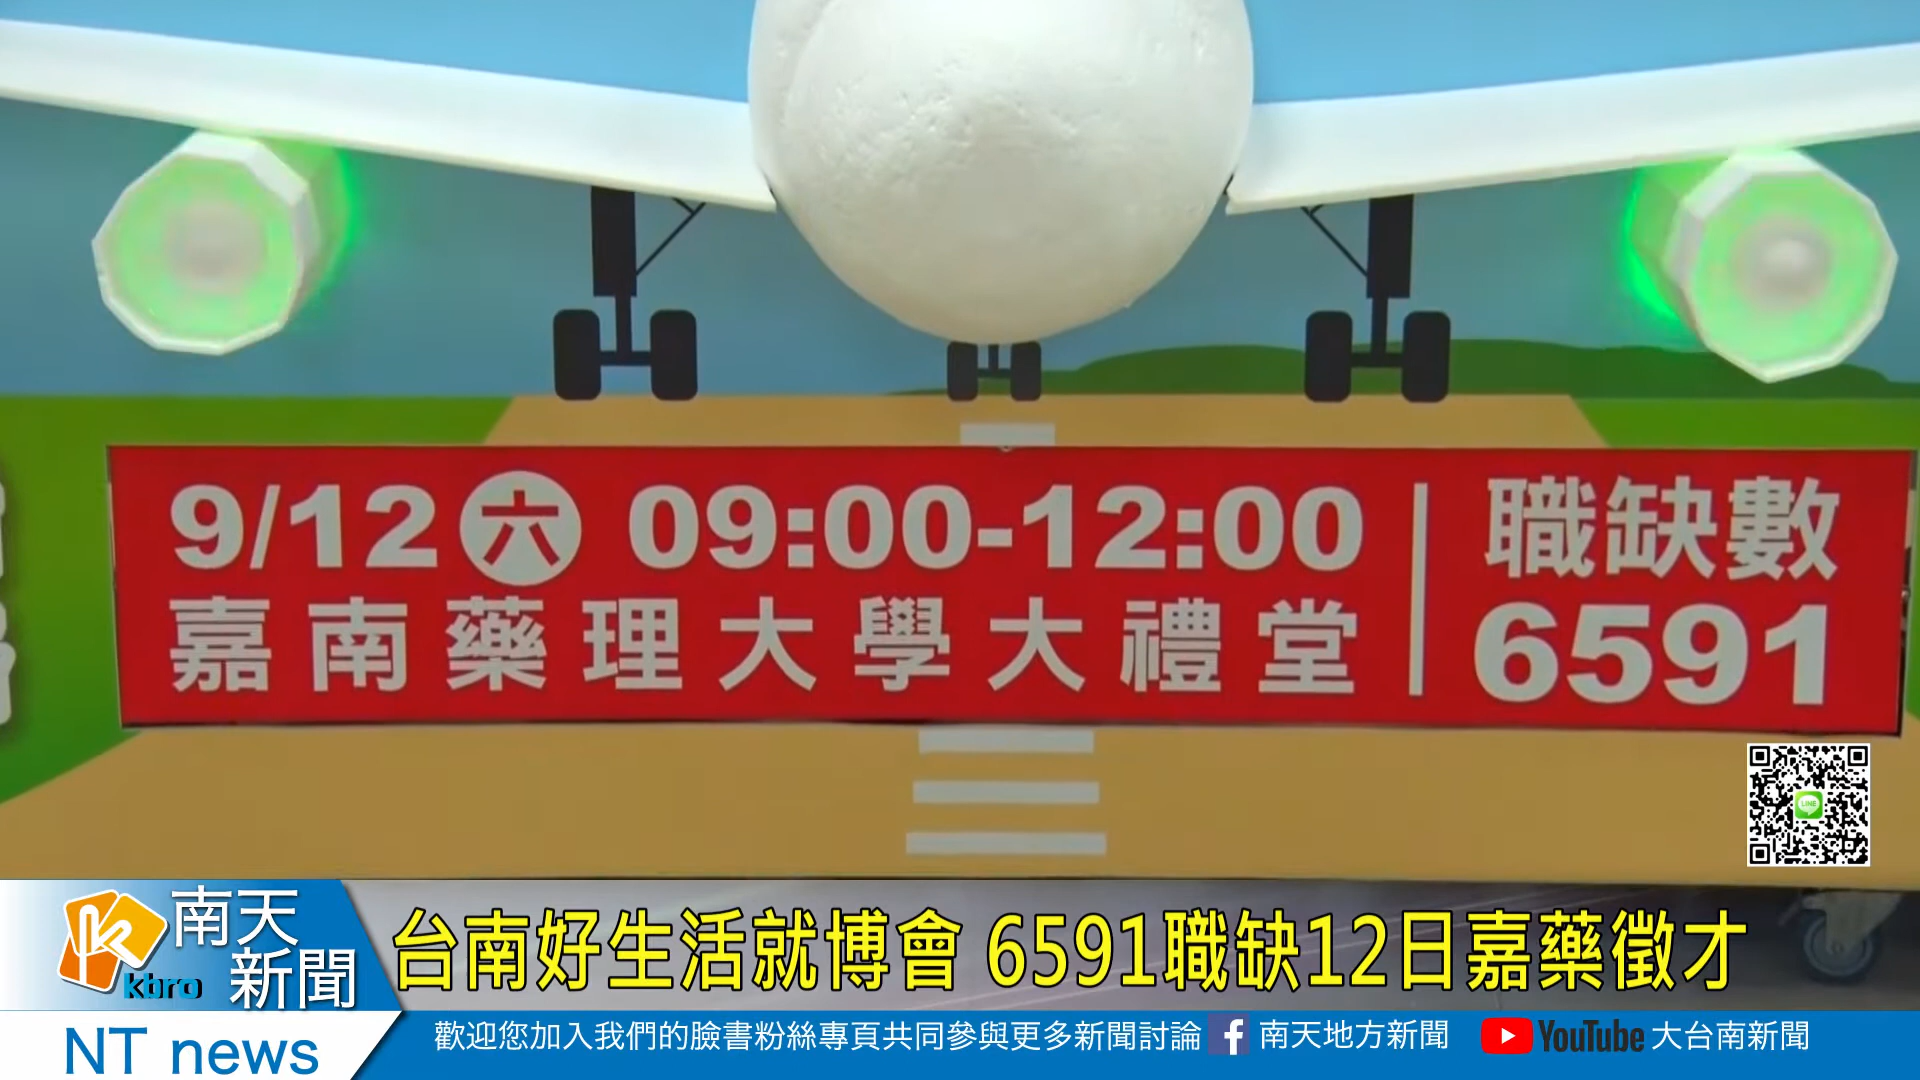 9/12 六 09:00-12:00
嘉南藥理大學大禮堂
職缺數
6591
LINE
南天
新聞
kbro
台南好生活就博會 6591職缺12日嘉藥徵才
NT news
歡迎您加入我們的臉書粉絲專頁共同參與更多新聞討論 南天地方新聞 YouTube 大台南新聞